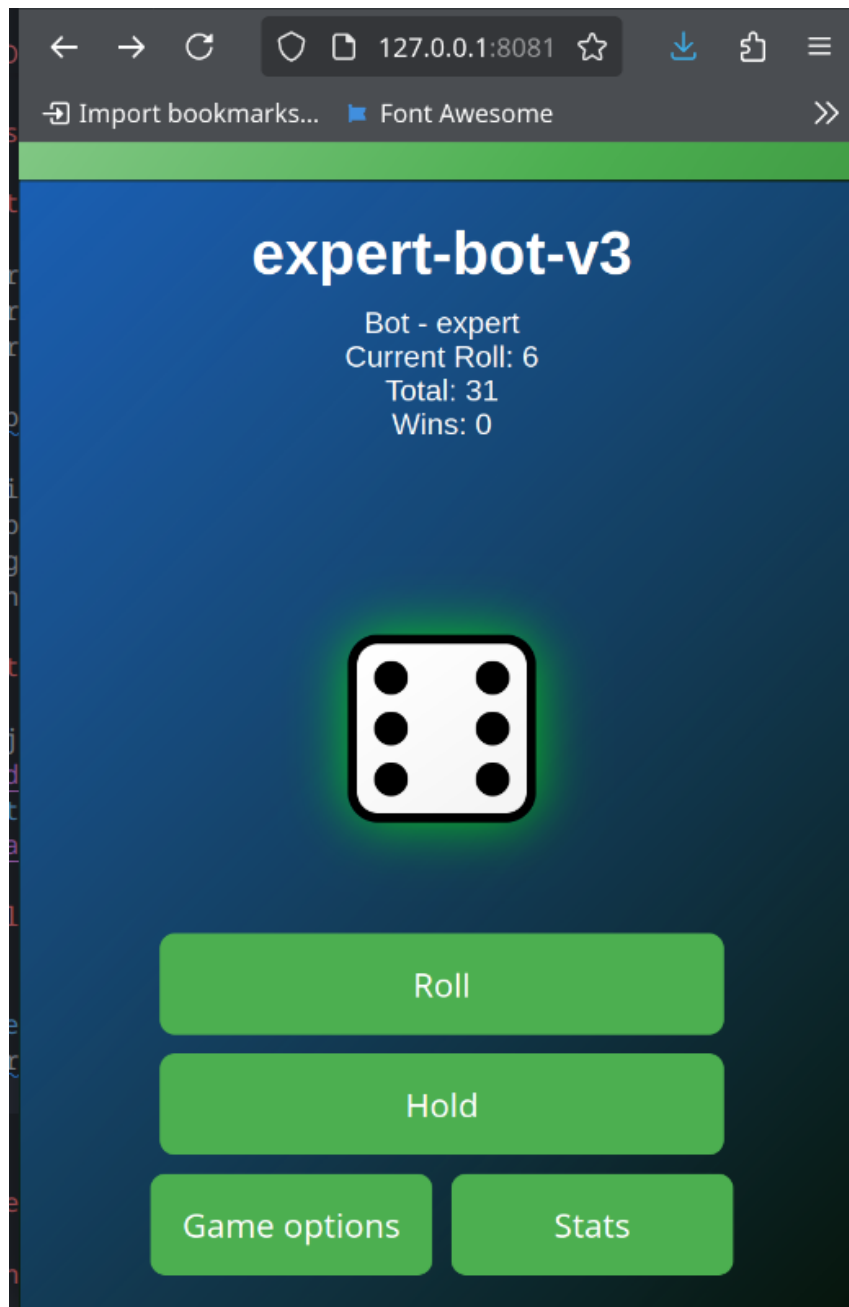 127.0.0.1:8081
Import bookmarks... Font Awesome
expert-bot-v3
Bot - expert
Current Roll: 6
Total: 31
Wins: 0
Roll
Hold
Game options Stats